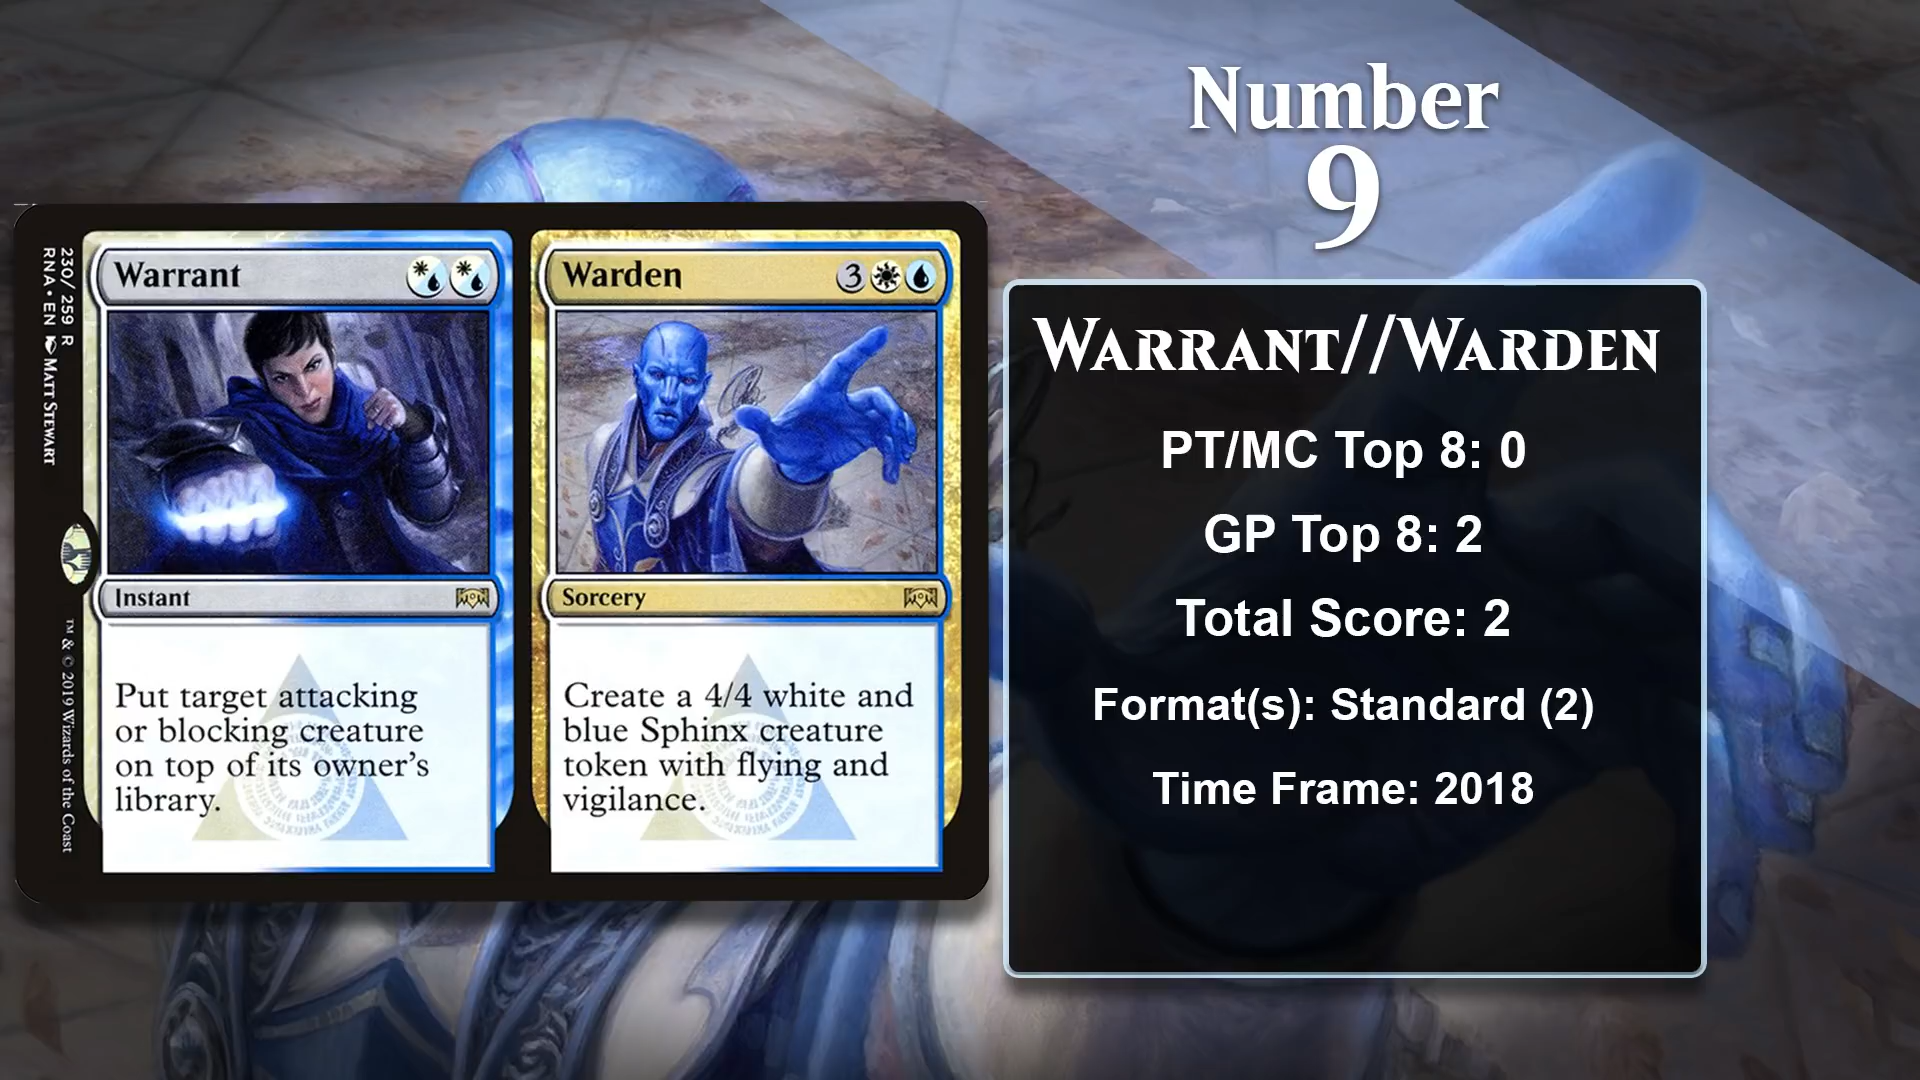 Number
9
230/259 R
RNA • EN MATT STEWART
™ & © 2019 Wizards of the Coast
Warrant
Instant
Put target attacking
or blocking creature
on top of its owner's
library.
Warden
3
Sorcery
Create a 4/4 white and
blue Sphinx creature
token with flying and
vigilance.
WARRANT//WARDEN
PT/MC Top 8: 0
GP Top 8: 2
Total Score: 2
Format(s): Standard (2)
Time Frame: 2018